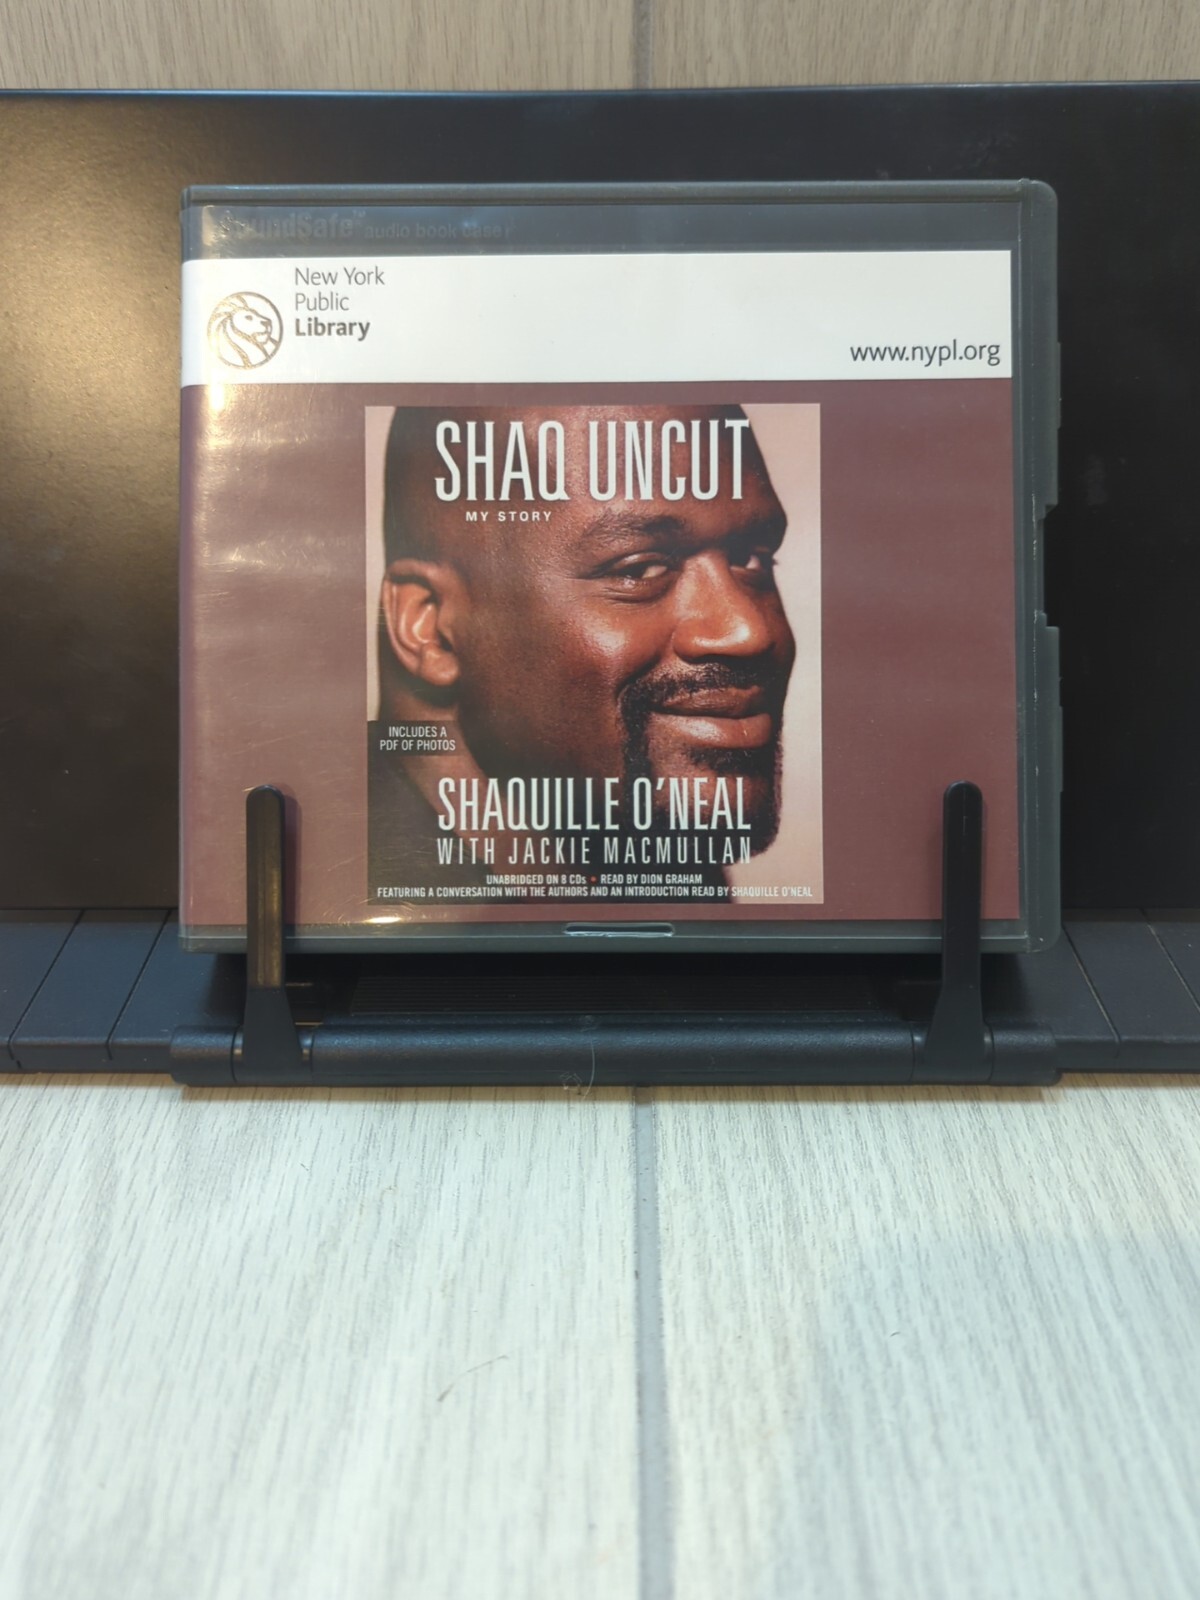 SoundSafe™ audio book case
New York
Public
Library
www.nypl.org
SHAQ UNCUT
MY STORY
INCLUDES A
PDF OF PHOTOS
SHAQUILLE O'NEAL
WITH JACKIE MACMULLAN
UNABRIDGED ON 8 CDs • READ BY DION GRAHAM
FEATURING A CONVERSATION WITH THE AUTHORS AND AN INTRODUCTION READ BY SHAQUILLE O'NEAL